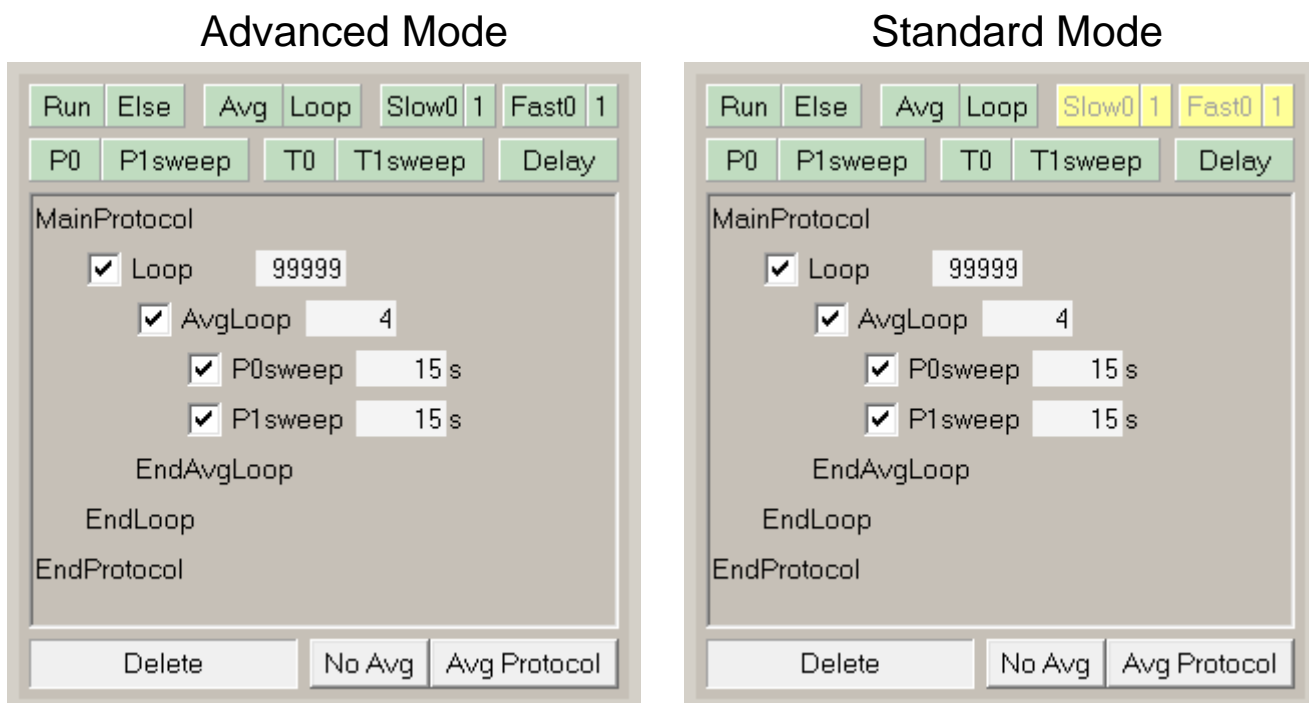 Advanced Mode
Run Else Avg Loop Slow0 1 Fast0 1
P0 P1sweep T0 T1sweep Delay
MainProtocol
Loop 99999
AvgLoop 4
P0sweep 15 s
P1sweep 15 s
EndAvgLoop
EndLoop
EndProtocol
Delete No Avg Avg Protocol
Standard Mode
Run Else Avg Loop Slow0 1 Fast0 1
P0 P1sweep T0 T1sweep Delay
MainProtocol
Loop 99999
AvgLoop 4
P0sweep 15 s
P1sweep 15 s
EndAvgLoop
EndLoop
EndProtocol
Delete No Avg Avg Protocol